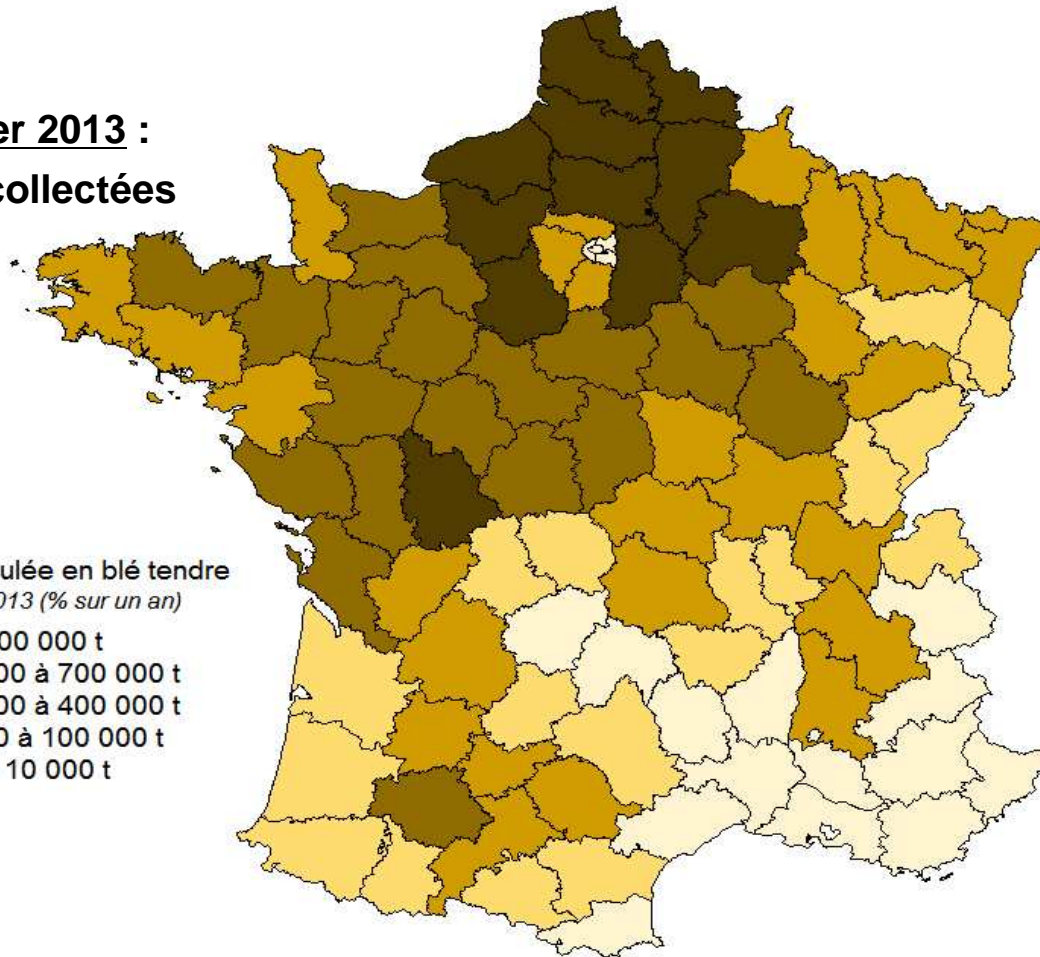 er 2013 :
collectées
ulée en blé tendre
013 (% sur un an)
00 000 t
00 à 700 000 t
00 à 400 000 t
0 à 100 000 t
10 000 t